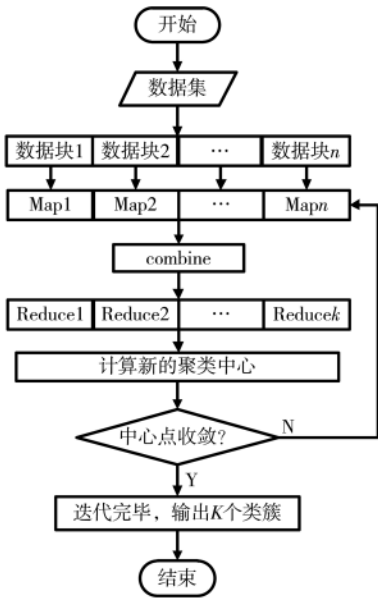 开始
数据集
数据块1 数据块2 … 数据块n
Map1 Map2 … Mapn
combine
Reduce1 Reduce2 … Reducek
计算新的聚类中心
中心点收敛? N
Y
迭代完毕，输出K个类簇
结束